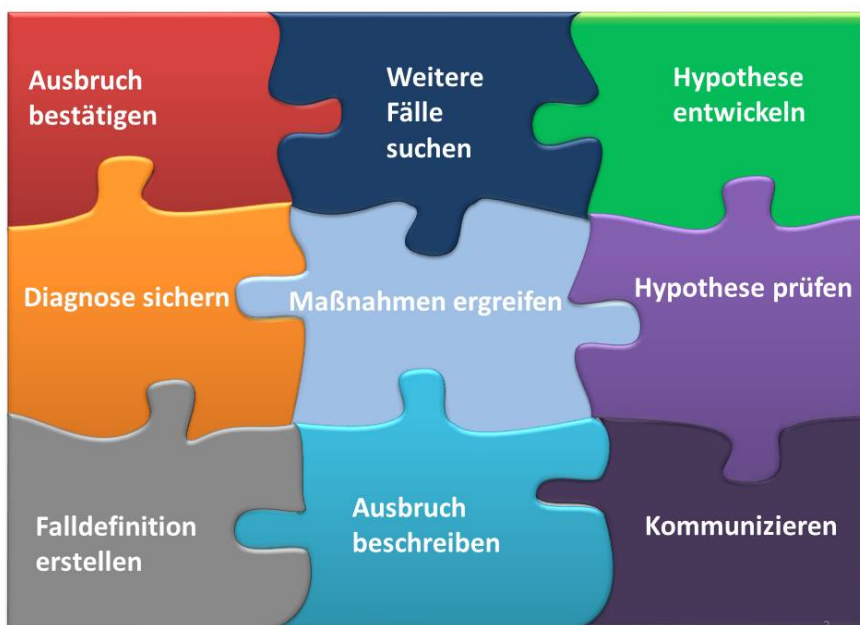 Ausbruch
bestätigen
Weitere
Fälle
suchen
Hypothese
entwickeln
Diagnose sichern
Maßnahmen ergreifen
Hypothese prüfen
Falldefinition
erstellen
Ausbruch
beschreiben
Kommunizieren